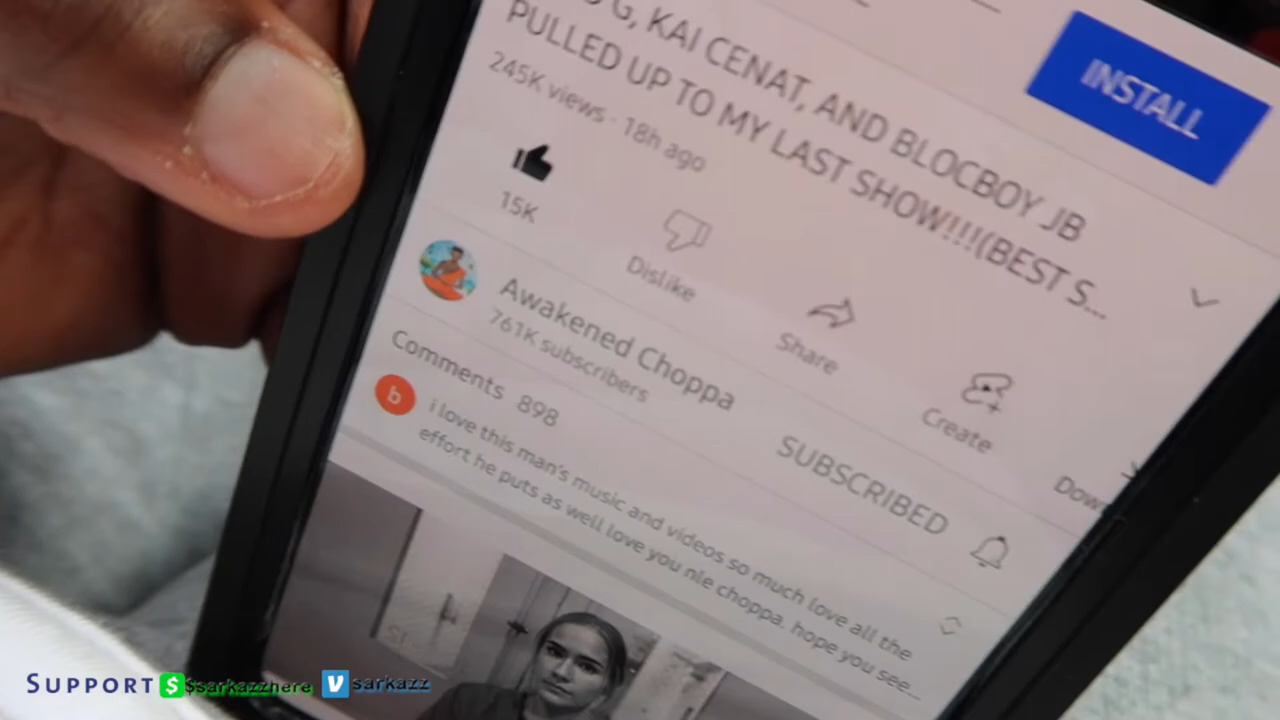 G, KAI CENAT, AND BLOCBOY JB
PULLED UP TO MY LAST SHOW!!!(BEST S...
245K views · 18h ago
INSTALL
15K
Dislike
Share
Create
Down
Awakened Choppa
761K subscribers
SUBSCRIBED
Comments 898
b
i love this man's music and videos so much love all the
effort he puts as well love you nle choppa. hope you see...
SUPPORT $ $sarkazzhere V sarkazz